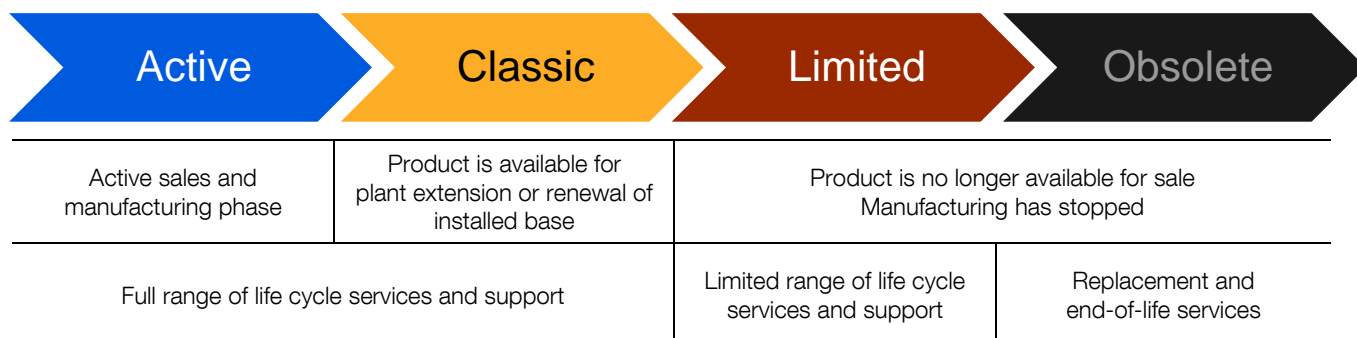 Active
Classic
Limited
Obsolete
Active sales and
manufacturing phase
Product is available for
plant extension or renewal of
installed base
Product is no longer available for sale
Manufacturing has stopped
Full range of life cycle services and support
Limited range of life cycle
services and support
Replacement and
end-of-life services